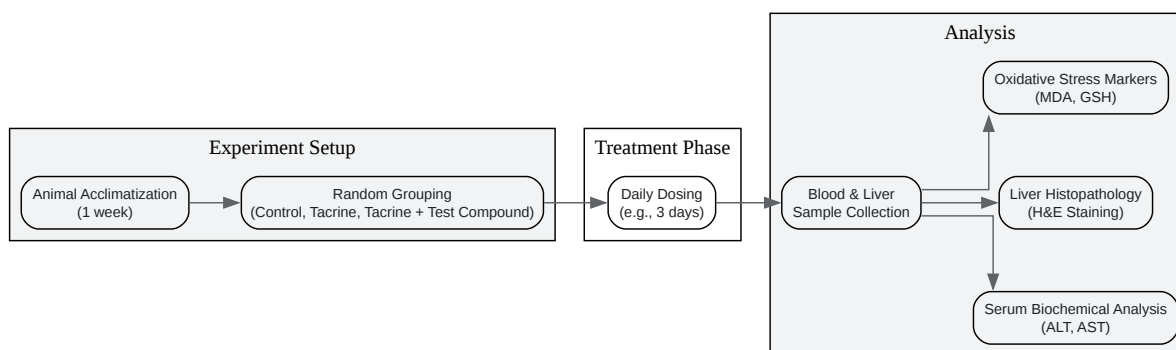 Experiment Setup
Animal Acclimatization
(1 week)
Random Grouping
(Control, Tacrine, Tacrine + Test Compound)
Treatment Phase
Daily Dosing
(e.g., 3 days)
Analysis
Blood & Liver
Sample Collection
Oxidative Stress Markers
(MDA, GSH)
Liver Histopathology
(H&E Staining)
Serum Biochemical Analysis
(ALT, AST)